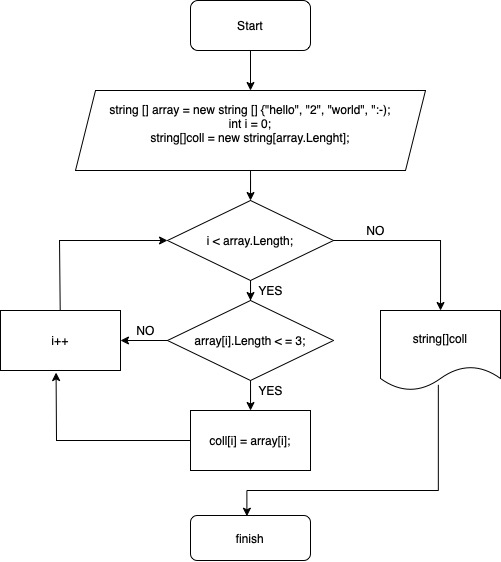 Start
string [] array = new string [] {"hello", "2", "world", ":-);
int i = 0;
string[]coll = new string[array.Lenght];
i < array.Length;
NO
YES
i++
NO
array[i].Length < = 3;
string[]coll
YES
coll[i] = array[i];
finish